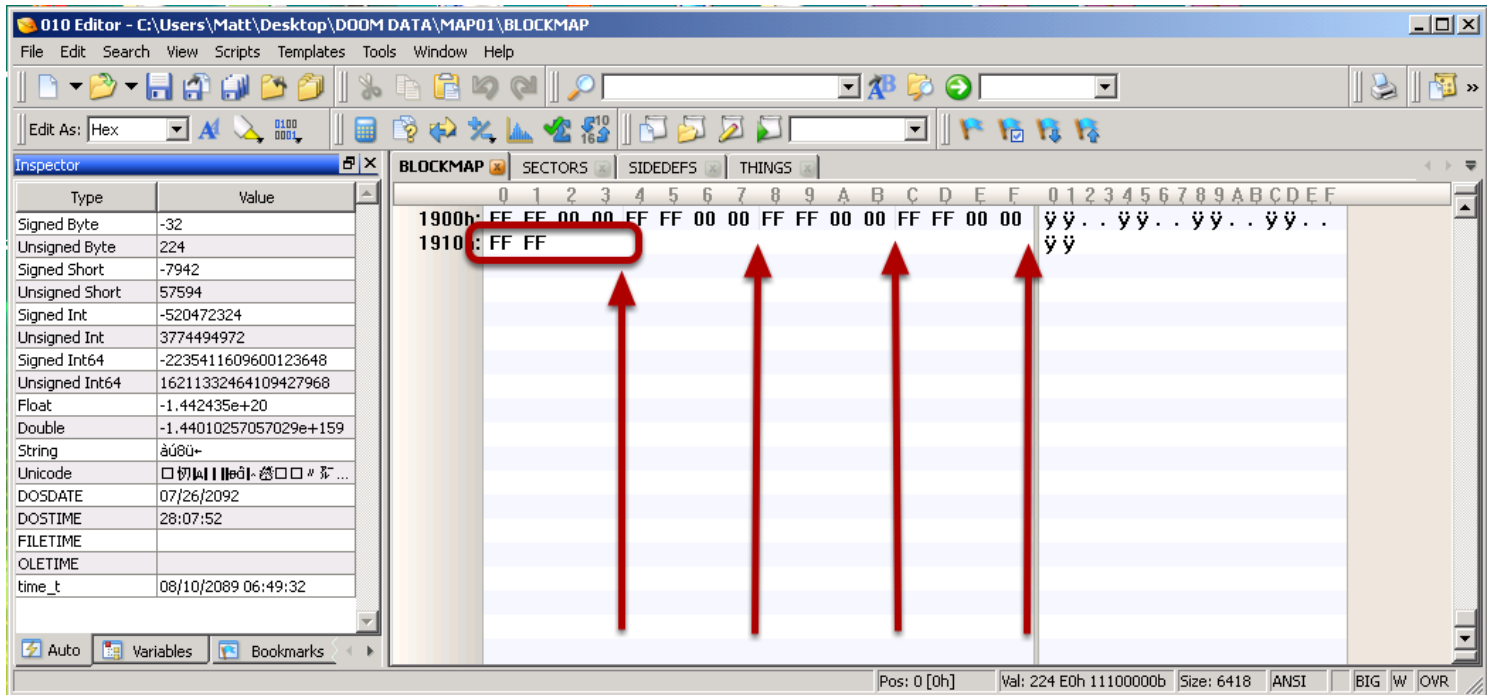 010 Editor - C:\Users\Matt\Desktop\DOOM DATA\MAP01\BLOCKMAP
File Edit Search View Scripts Templates Tools Window Help
Edit As: Hex
Inspector
BLOCKMAP SECTORS SIDEDEFS THINGS
Type Value
0 1 2 3 4 5 6 7 8 9 A B C D E F 0 1 2 3 4 5 6 7 8 9 A B C D E F
Signed Byte -32
1900h: FF FF 00 00 FF FF 00 00 FF FF 00 00 FF FF 00 00 ÿÿ..ÿÿ..ÿÿ..ÿÿ..
Unsigned Byte 224
1910h: FF FF ÿÿ
Signed Short -7942
Unsigned Short 57594
Signed Int -520472324
Unsigned Int 3774494972
Signed Int64 -2235411609600123648
Unsigned Int64 16211332464109427968
Float -1.442435e+20
Double -1.44010257057029e+159
String àú8ü
Unicode
DOSDATE 07/26/2092
DOSTIME 28:07:52
FILETIME
OLETIME
time_t 08/10/2089 06:49:32
Auto Variables Bookmarks
Pos: 0 [0h] Val: 224 E0h 11100000b Size: 6418 ANSI BIG W OVR